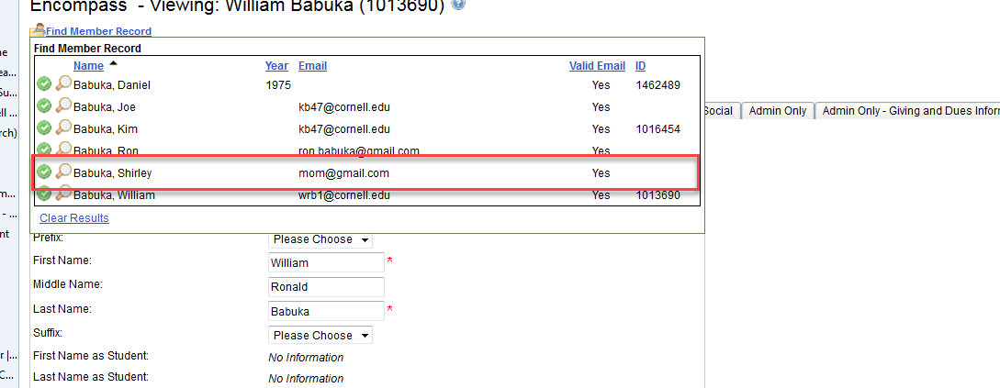 Encompass - Viewing: William Babuka (1013690)
Find Member Record
Find Member Record
Name Year Email Valid Email ID
Babuka, Daniel 1975 Yes 1462489
Babuka, Joe kb47@cornell.edu Yes
Babuka, Kim kb47@cornell.edu Yes 1016454
Babuka, Ron ron.babuka@gmail.com Yes
Babuka, Shirley mom@gmail.com Yes
Babuka, William wrb1@cornell.edu Yes 1013690
Clear Results
Social Admin Only Admin Only - Giving and Dues Infor
Prefix: Please Choose
First Name: William *
Middle Name: Ronald
Last Name: Babuka *
Suffix: Please Choose
First Name as Student: No Information
Last Name as Student: No Information
ne
ea...
Su...
ell ...
rch)
m...
- ...
nt
r |...
C...